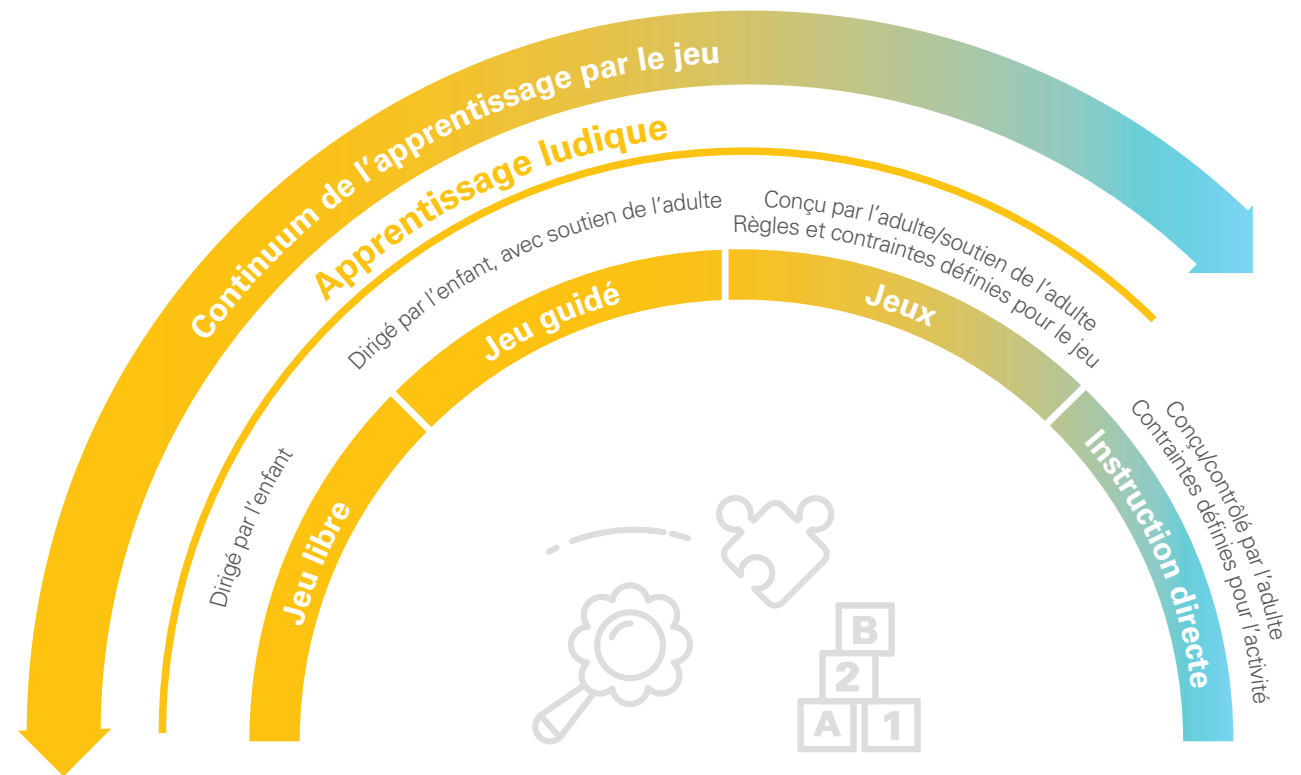 Continuum de l'apprentissage par le jeu
Apprentissage ludique
Dirigé par l'enfant
Jeu libre
Dirigé par l'enfant, avec soutien de l'adulte
Jeu guidé
Conçu par l'adulte/soutien de l'adulte
Règles et contraintes définies pour le jeu
Jeux
Conçu/contrôlé par l'adulte
Contraintes définies pour l'activité
Instruction directe
B
2
A 1